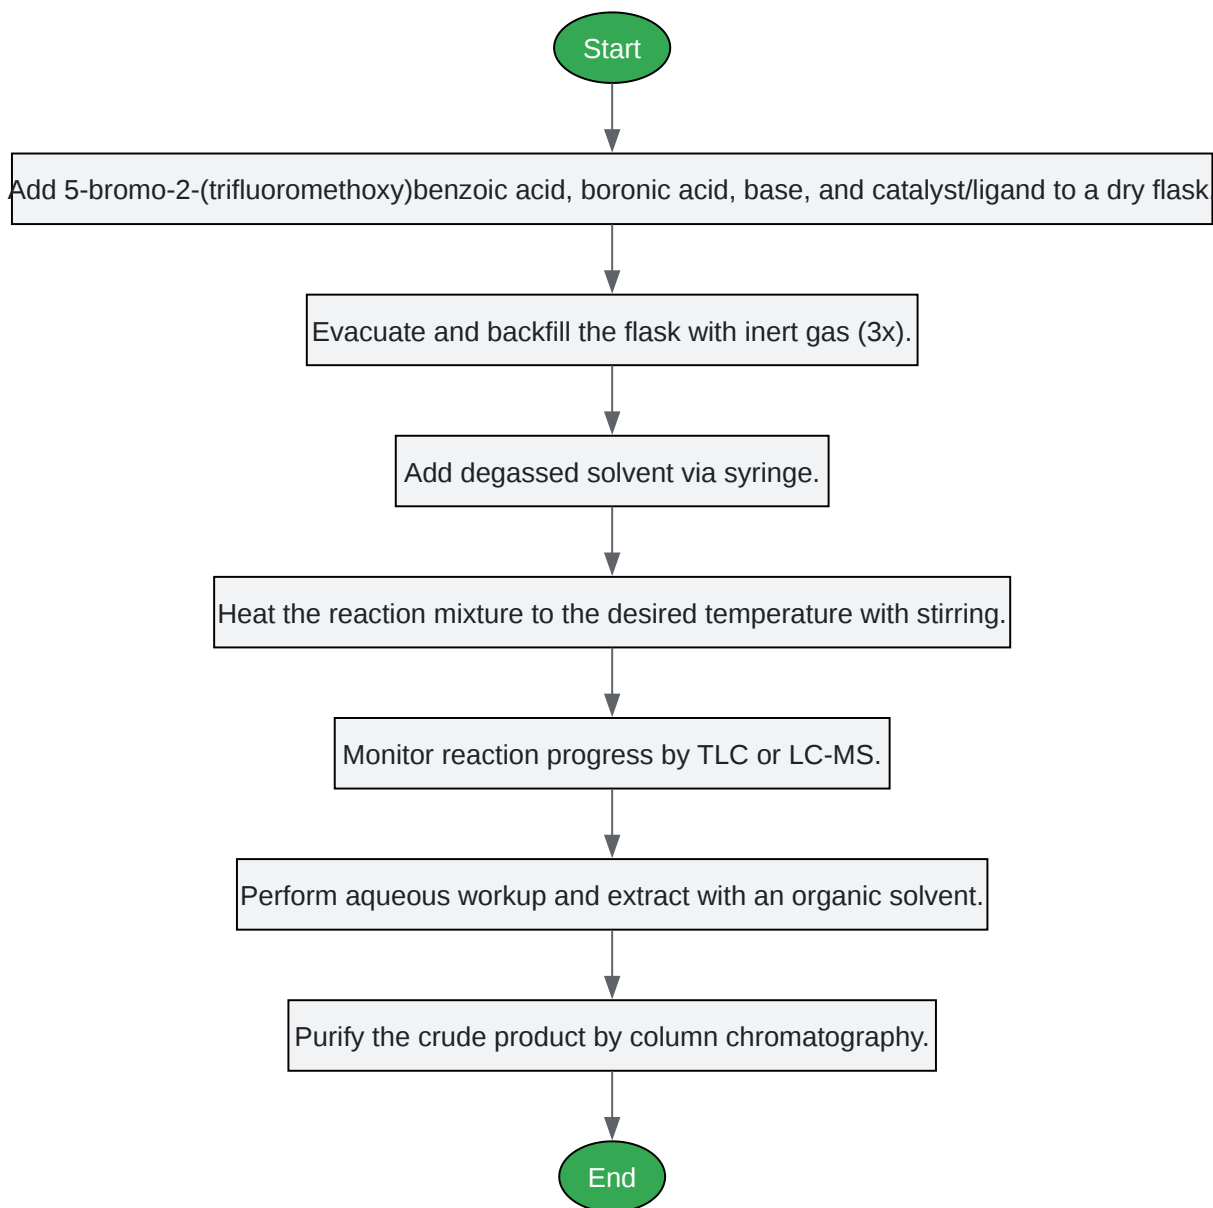 Start
Add 5-bromo-2-(trifluoromethoxy)benzoic acid, boronic acid, base, and catalyst/ligand to a dry flask.
Evacuate and backfill the flask with inert gas (3x).
Add degassed solvent via syringe.
Heat the reaction mixture to the desired temperature with stirring.
Monitor reaction progress by TLC or LC-MS.
Perform aqueous workup and extract with an organic solvent.
Purify the crude product by column chromatography.
End